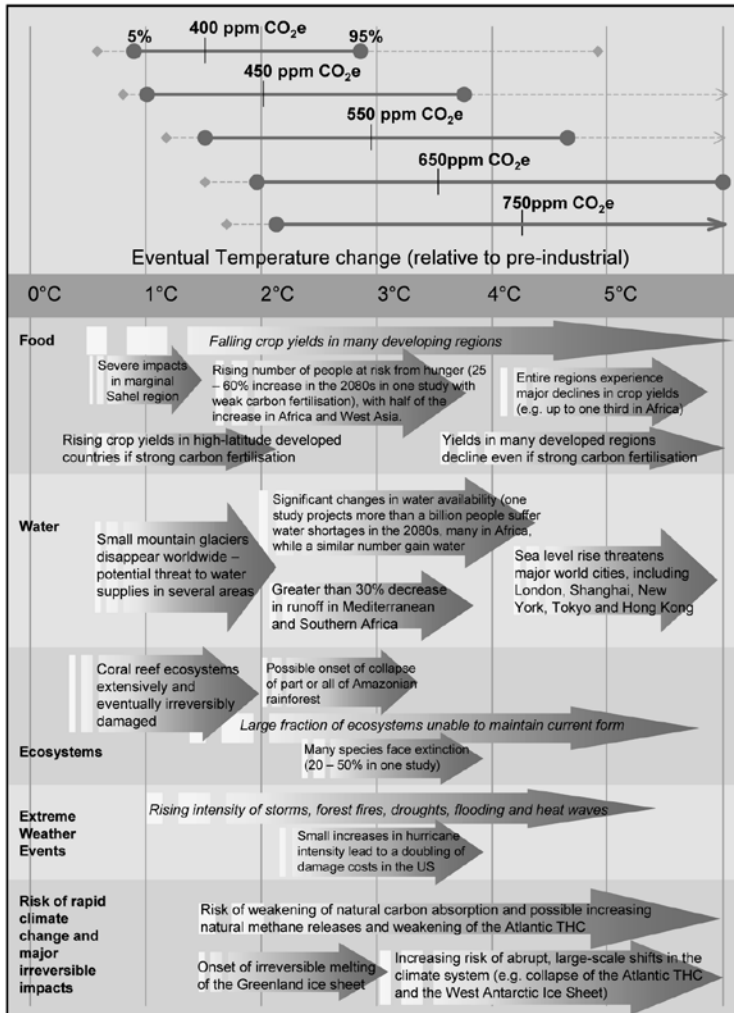 400 ppm CO₂e
5%
95%
450 ppm CO₂e
550 ppm CO₂e
650ppm CO₂e
750ppm CO₂e
Eventual Temperature change (relative to pre-industrial)
0°C 1°C 2°C 3°C 4°C 5°C
Food
Falling crop yields in many developing regions
Severe impacts
in marginal
Sahel region
Rising number of people at risk from hunger (25
– 60% increase in the 2080s in one study with
weak carbon fertilisation), with half of the
increase in Africa and West Asia.
Entire regions experience
major declines in crop yields
(e.g. up to one third in Africa)
Rising crop yields in high-latitude developed
countries if strong carbon fertilisation
Yields in many developed regions
decline even if strong carbon fertilisation
Water
Small mountain glaciers
disappear worldwide –
potential threat to water
supplies in several areas
Significant changes in water availability (one
study projects more than a billion people suffer
water shortages in the 2080s, many in Africa,
while a similar number gain water
Greater than 30% decrease
in runoff in Mediterranean
and Southern Africa
Sea level rise threatens
major world cities, including
London, Shanghai, New
York, Tokyo and Hong Kong
Ecosystems
Coral reef ecosystems
extensively and
eventually irreversibly
damaged
Possible onset of collapse
of part or all of Amazonian
rainforest
Large fraction of ecosystems unable to maintain current form
Many species face extinction
(20 – 50% in one study)
Extreme
Weather
Events
Rising intensity of storms, forest fires, droughts, flooding and heat waves
Small increases in hurricane
intensity lead to a doubling of
damage costs in the US
Risk of rapid
climate
change and
major
irreversible
impacts
Risk of weakening of natural carbon absorption and possible increasing
natural methane releases and weakening of the Atlantic THC
Onset of irreversible melting
of the Greenland ice sheet
Increasing risk of abrupt, large-scale shifts in the
climate system (e.g. collapse of the Atlantic THC
and the West Antarctic Ice Sheet)